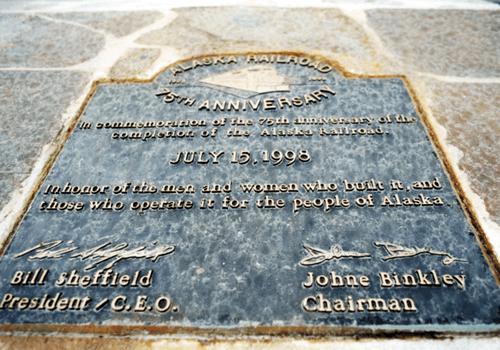 ALASKA RAILROAD
75TH ANNIVERSARY
In commemoration of the 75th anniversary of the
completion of the Alaska Railroad.
JULY 15, 1998
In honor of the men and women who built it, and
those who operate it for the people of Alaska.
Bill Sheffield
Johne Binkley
President / C.E.O.
Chairman